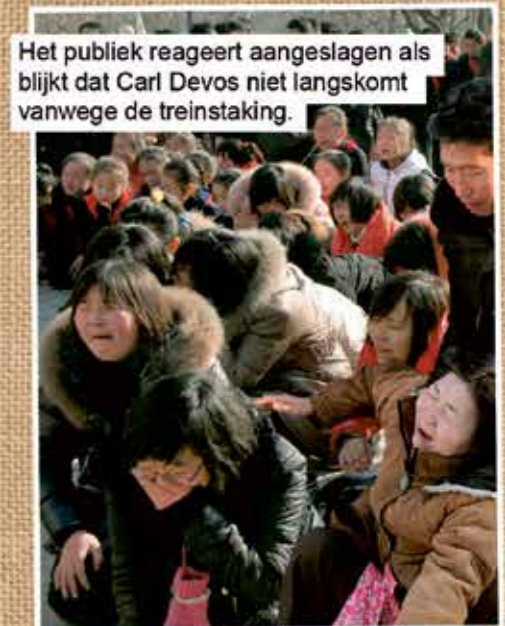 Het publiek reageert aangeslagen als
blijkt dat Carl Devos niet langskomt
vanwege de treinstaking.